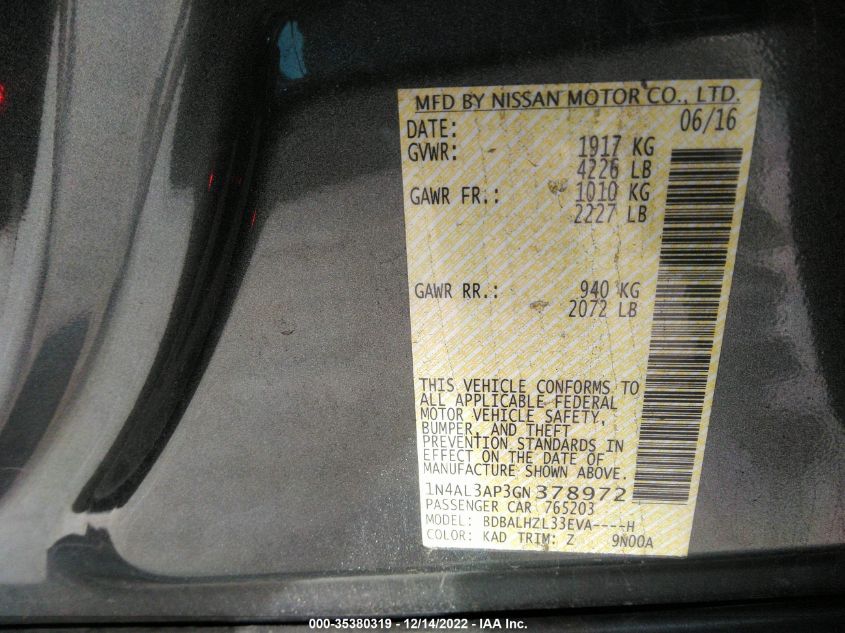 MFD BY NISSAN MOTOR CO., LTD.
DATE: 06/16
GVWR: 1917 KG
4226 LB
GAWR FR.: 1010 KG
2227 LB
GAWR RR.: 940 KG
2072 LB
THIS VEHICLE CONFORMS TO
ALL APPLICABLE FEDERAL
MOTOR VEHICLE SAFETY,
BUMPER, AND THEFT
PREVENTION STANDARDS IN
EFFECT ON THE DATE OF
MANUFACTURE SHOWN ABOVE.
1N4AL3AP3GN378972
PASSENGER CAR 765203
MODEL: BDBALHZL33EVA----H
COLOR: KAD TRIM: Z 9N00A
000-35380319 - 12/14/2022 - IAA Inc.